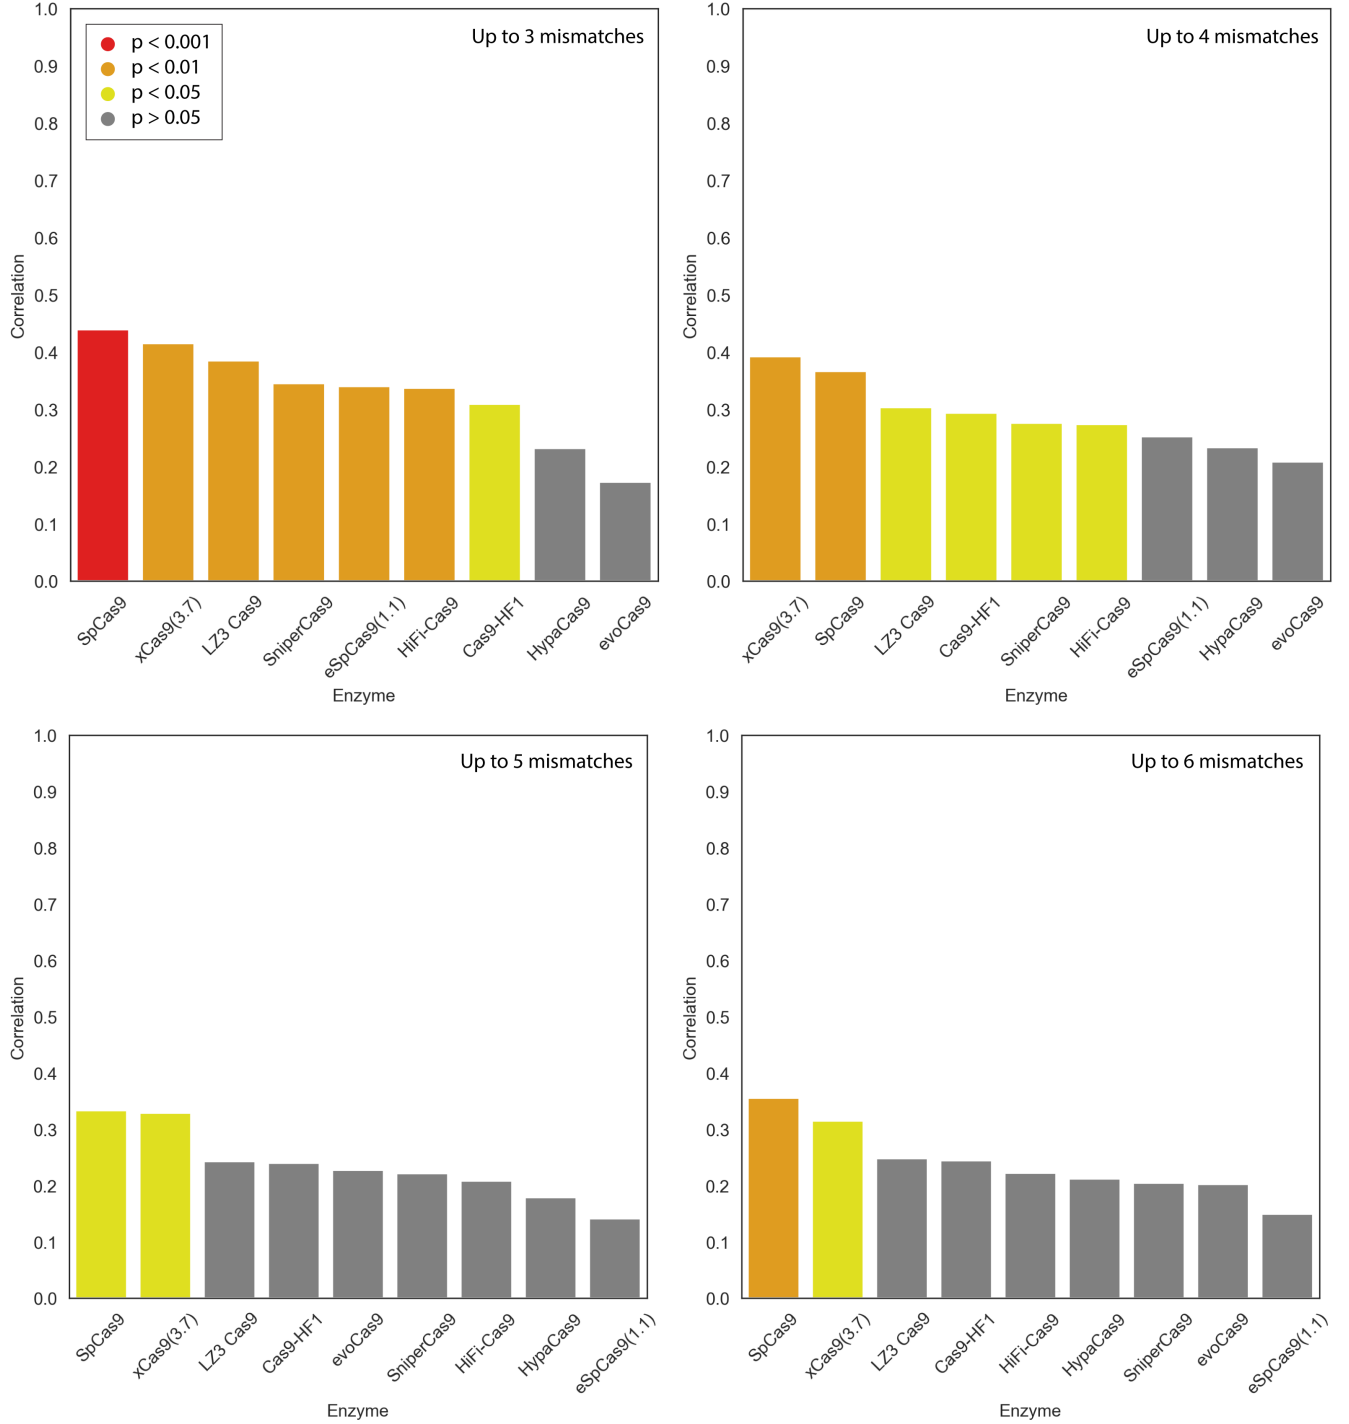 Up to 3 mismatches
p < 0.001
p < 0.01
p < 0.05
p > 0.05
1.0
0.9
0.8
0.7
0.6
0.5
0.4
0.3
0.2
0.1
0.0
Correlation
SpCas9
xCas9(3.7)
LZ3 Cas9
SniperCas9
eSpCas9(1.1)
HiFi-Cas9
Cas9-HF1
HypaCas9
evoCas9
Enzyme
Up to 4 mismatches
1.0
0.9
0.8
0.7
0.6
0.5
0.4
0.3
0.2
0.1
0.0
Correlation
xCas9(3.7)
SpCas9
LZ3 Cas9
Cas9-HF1
SniperCas9
HiFi-Cas9
eSpCas9(1.1)
HypaCas9
evoCas9
Enzyme
Up to 5 mismatches
1.0
0.9
0.8
0.7
0.6
0.5
0.4
0.3
0.2
0.1
0.0
Correlation
SpCas9
xCas9(3.7)
LZ3 Cas9
Cas9-HF1
evoCas9
SniperCas9
HiFi-Cas9
HypaCas9
eSpCas9(1.1)
Enzyme
Up to 6 mismatches
1.0
0.9
0.8
0.7
0.6
0.5
0.4
0.3
0.2
0.1
0.0
Correlation
SpCas9
xCas9(3.7)
LZ3 Cas9
Cas9-HF1
HiFi-Cas9
HypaCas9
SniperCas9
evoCas9
eSpCas9(1.1)
Enzyme